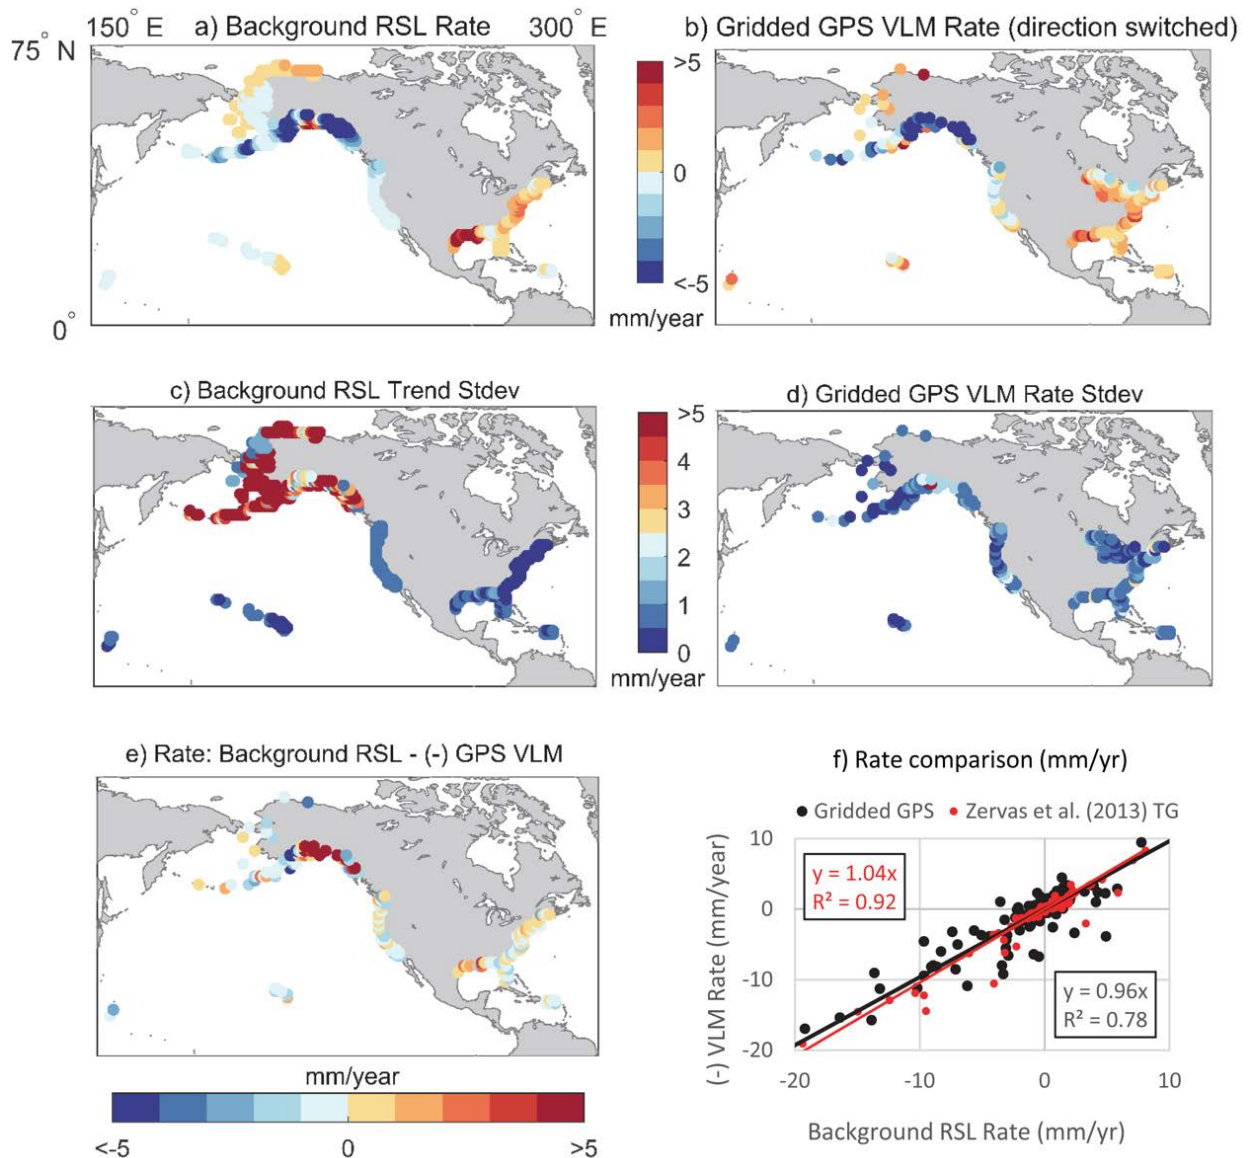 150° E a) Background RSL Rate 300° E
b) Gridded GPS VLM Rate (direction switched)
75° N
0°
>5
0
<-5
mm/year
c) Background RSL Trend Stdev
d) Gridded GPS VLM Rate Stdev
>5
4
3
2
1
0
mm/year
e) Rate: Background RSL - (-) GPS VLM
mm/year
<-5 0 >5
f) Rate comparison (mm/yr)
Gridded GPS Zervas et al. (2013) TG
(-) VLM Rate (mm/year)
10
0
-10
-20
y = 1.04x
R² = 0.92
y = 0.96x
R² = 0.78
-20 -10 0 10
Background RSL Rate (mm/yr)